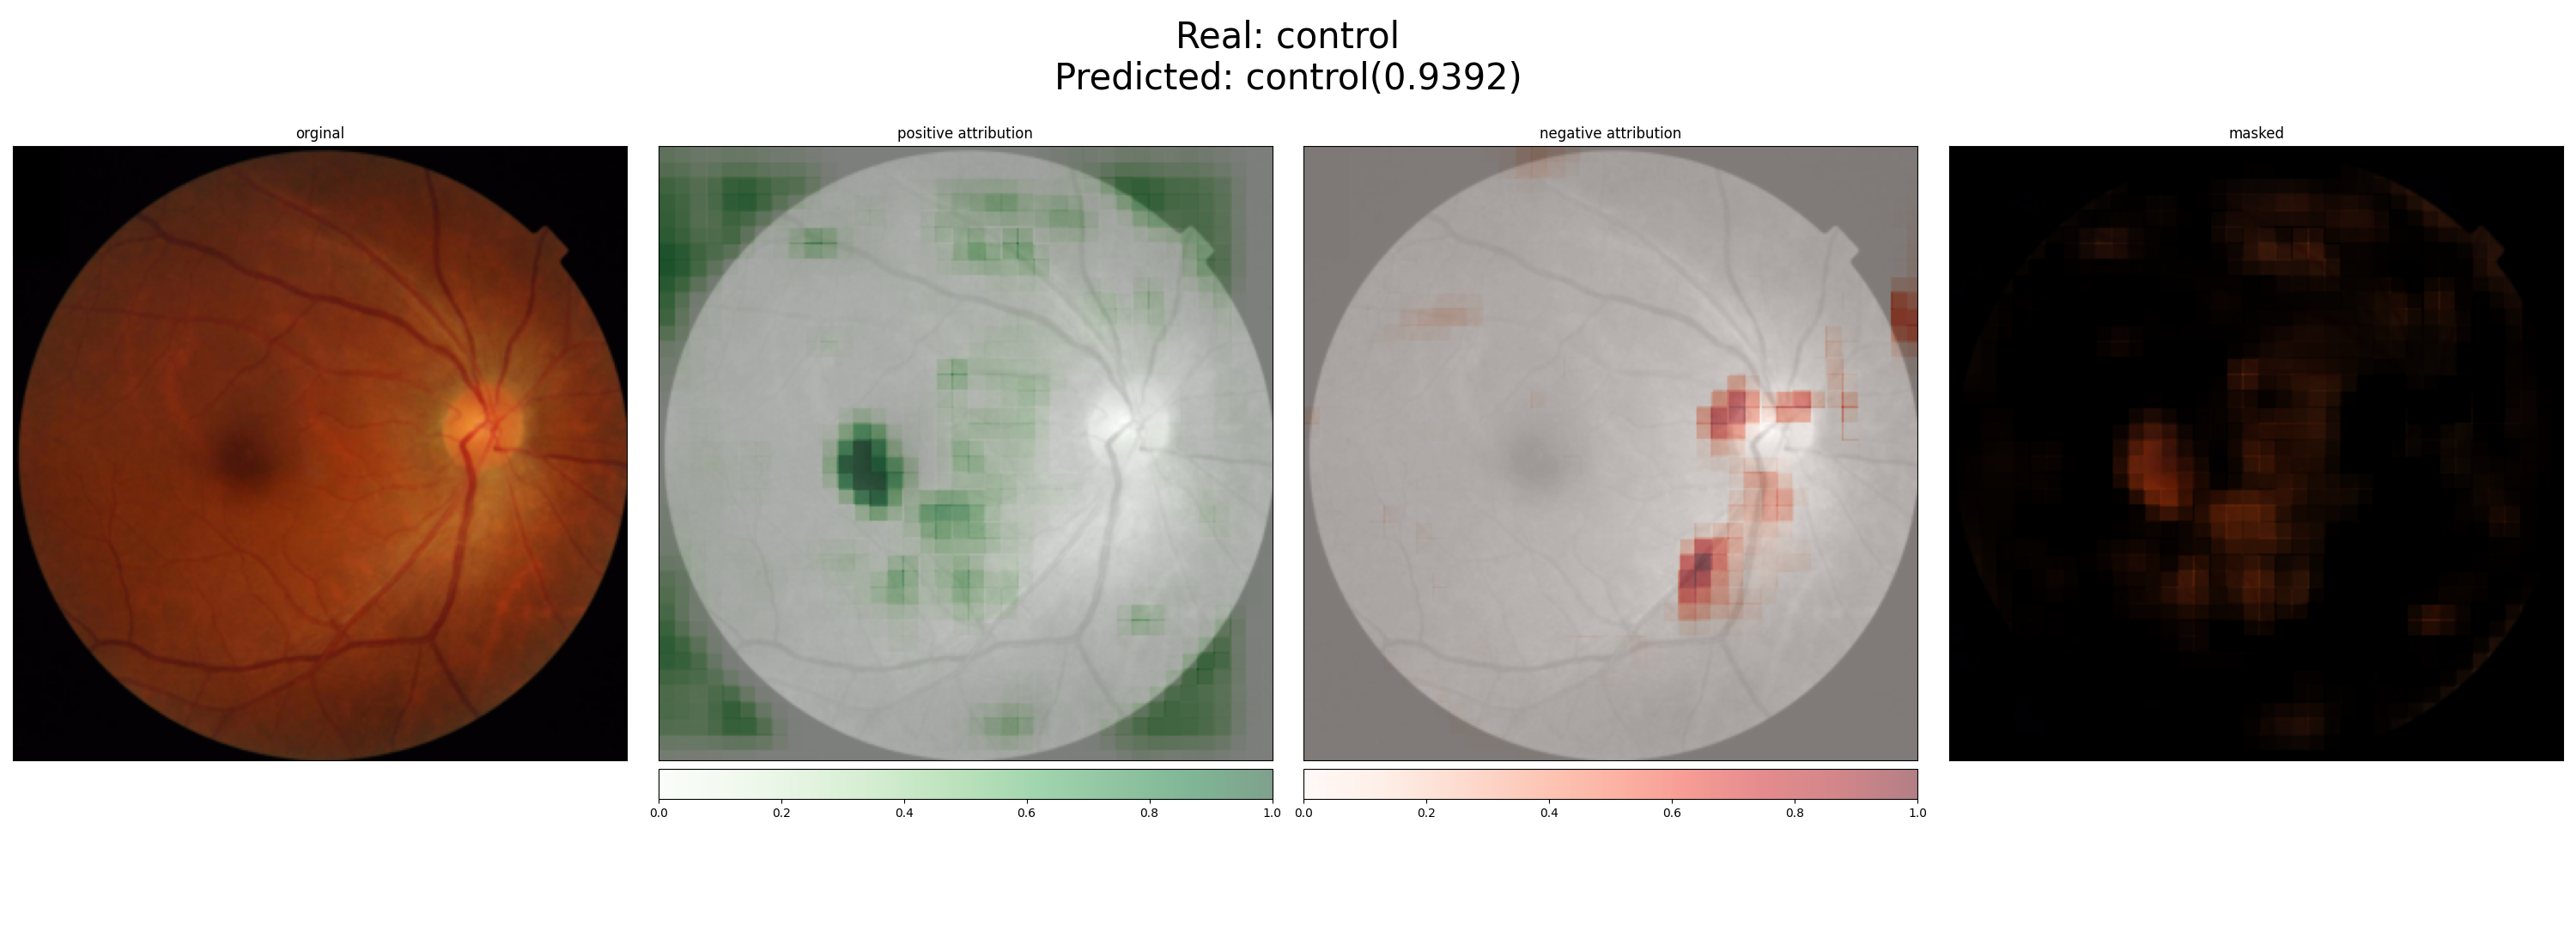 Real: control
Predicted: control(0.9392)
orginal
positive attribution
negative attribution
masked
0.0 0.2 0.4 0.6 0.8 1.0
0.0 0.2 0.4 0.6 0.8 1.0